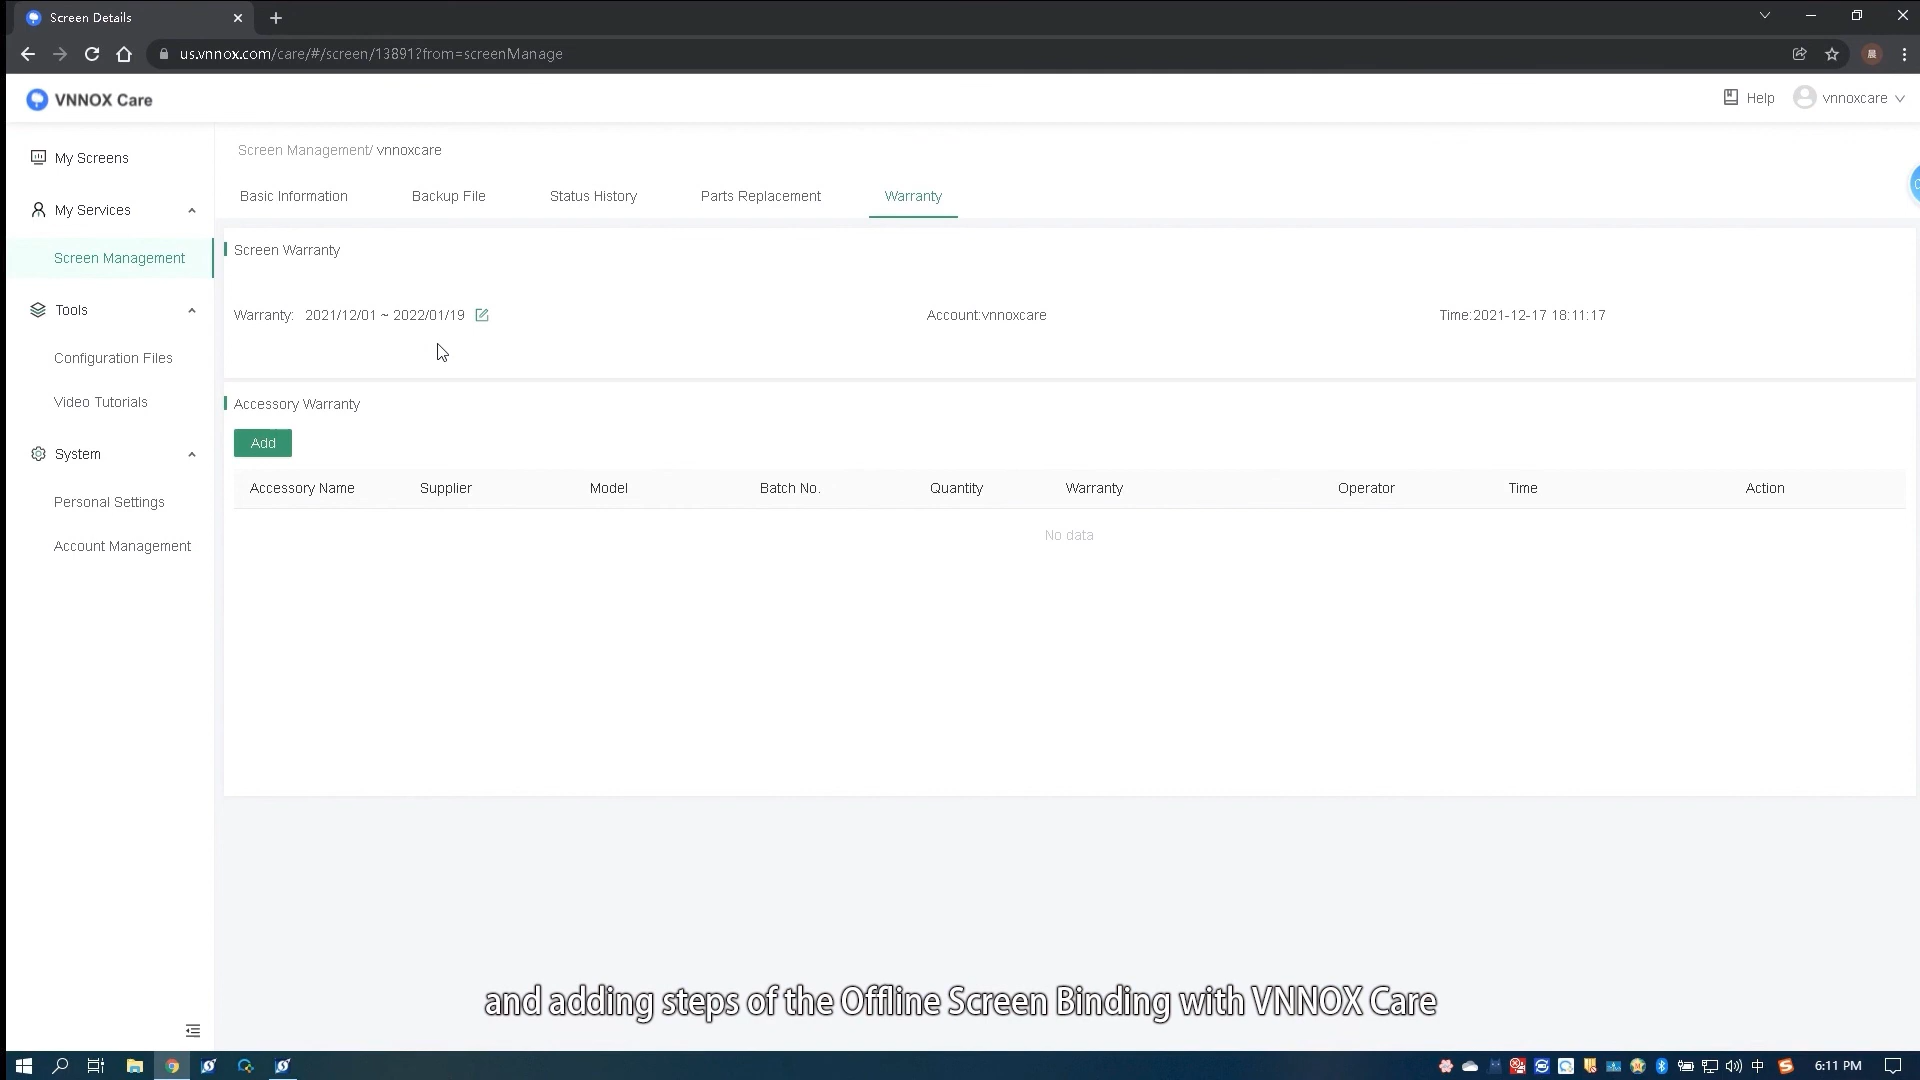 Screen Details
us.vnnox.com/care/#/screen/13891?from=screenManage
VNNOX Care
Help
vnnoxcare
My Screens
My Services
Screen Management
Tools
Configuration Files
Video Tutorials
System
Personal Settings
Account Management
Screen Management/ vnnoxcare
Basic Information Backup File Status History Parts Replacement Warranty
Screen Warranty
Warranty: 2021/12/01 ~ 2022/01/19 Account:vnnoxcare Time:2021-12-17 18:11:17
Accessory Warranty
Add
Accessory Name Supplier Model Batch No. Quantity Warranty Operator Time Action
No data
and adding steps of the Offline Screen Binding with VNNOX Care
中
6:11 PM